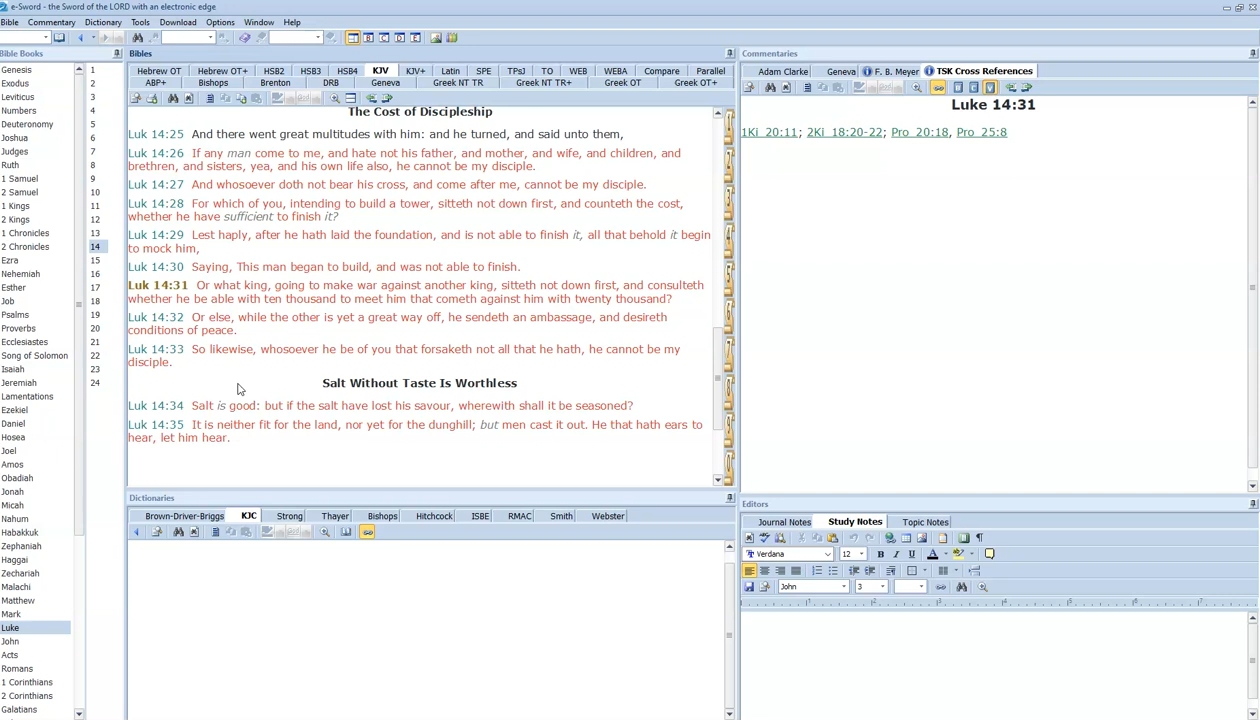 e-Sword - the Sword of the LORD with an electronic edge
Bible Commentary Dictionary Tools Download Options Window Help
Bible Books
Genesis
Exodus
Leviticus
Numbers
Deuteronomy
Joshua
Judges
Ruth
1 Samuel
2 Samuel
1 Kings
2 Kings
1 Chronicles
2 Chronicles
Ezra
Nehemiah
Esther
Job
Psalms
Proverbs
Ecclesiastes
Song of Solomon
Isaiah
Jeremiah
Lamentations
Ezekiel
Daniel
Hosea
Joel
Amos
Obadiah
Jonah
Micah
Nahum
Habakkuk
Zephaniah
Haggai
Zechariah
Malachi
Matthew
Mark
Luke
John
Acts
Romans
1 Corinthians
2 Corinthians
Galatians
1
2
3
4
5
6
7
8
9
10
11
12
13
14
15
16
17
18
19
20
21
22
23
24
Bibles
Hebrew OT Hebrew OT+ HSB2 HSB3 HSB4 KJV KJV+ Latin SPE TPsJ TO WEB WEBA Compare Parallel
ABP+ Bishops Brenton DRB Geneva Greek NT TR Greek NT TR+ Greek OT Greek OT+
The Cost of Discipleship
Luk 14:25 And there went great multitudes with him: and he turned, and said unto them,
Luk 14:26 If any man come to me, and hate not his father, and mother, and wife, and children, and
brethren, and sisters, yea, and his own life also, he cannot be my disciple.
Luk 14:27 And whosoever doth not bear his cross, and come after me, cannot be my disciple.
Luk 14:28 For which of you, intending to build a tower, sitteth not down first, and counteth the cost,
whether he have sufficient to finish it?
Luk 14:29 Lest haply, after he hath laid the foundation, and is not able to finish it, all that behold it begin
to mock him,
Luk 14:30 Saying, This man began to build, and was not able to finish.
Luk 14:31 Or what king, going to make war against another king, sitteth not down first, and consulteth
whether he be able with ten thousand to meet him that cometh against him with twenty thousand?
Luk 14:32 Or else, while the other is yet a great way off, he sendeth an ambassage, and desireth
conditions of peace.
Luk 14:33 So likewise, whosoever he be of you that forsaketh not all that he hath, he cannot be my
disciple.
Salt Without Taste Is Worthless
Luk 14:34 Salt is good: but if the salt have lost his savour, wherewith shall it be seasoned?
Luk 14:35 It is neither fit for the land, nor yet for the dunghill; but men cast it out. He that hath ears to
hear, let him hear.
Dictionaries
Brown-Driver-Briggs KJC Strong Thayer Bishops Hitchcock ISBE RMAC Smith Webster
Commentaries
Adam Clarke Geneva F. B. Meyer TSK Cross References
Luke 14:31
1Ki 20:11; 2Ki 18:20-22; Pro 20:18, Pro 25:8
Editors
Journal Notes Study Notes Topic Notes
Verdana 12 B I U A
John 3
1 2 3 4 5 6 7